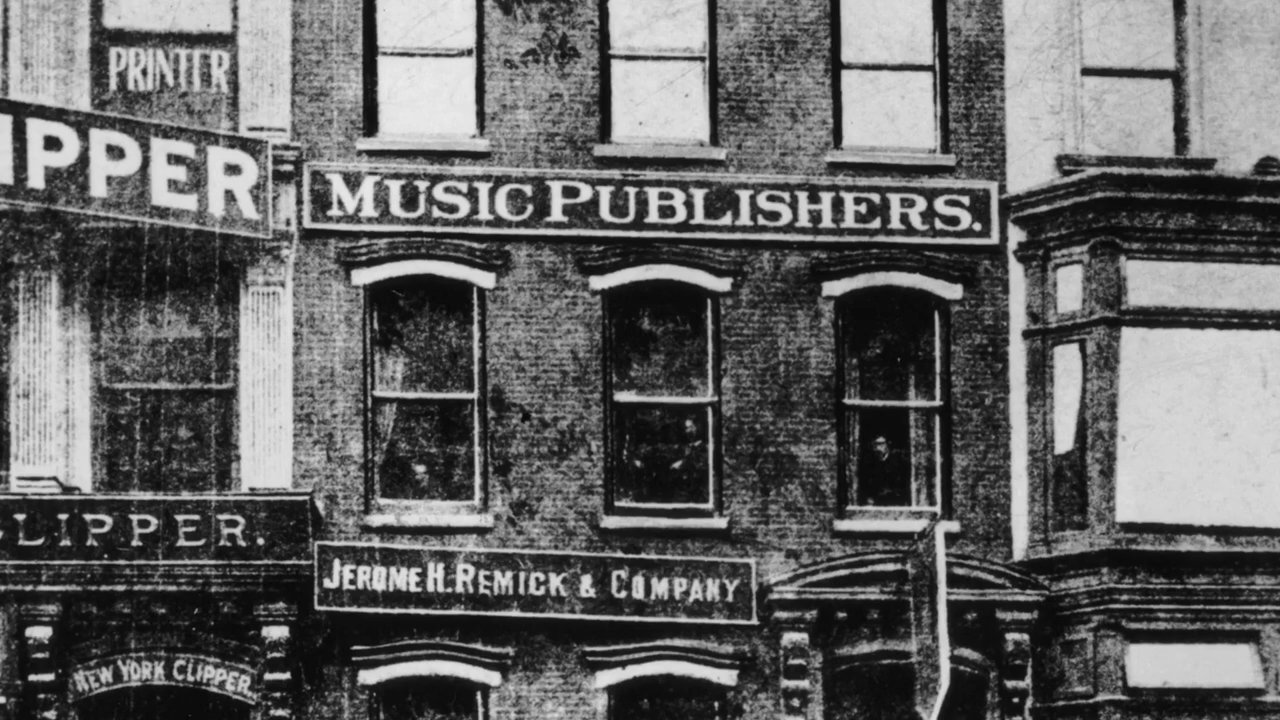 PRINTER
IPPER
MUSIC PUBLISHERS.
LIPPER.
JEROME H. REMICK & COMPANY
NEW YORK CLIPPER.